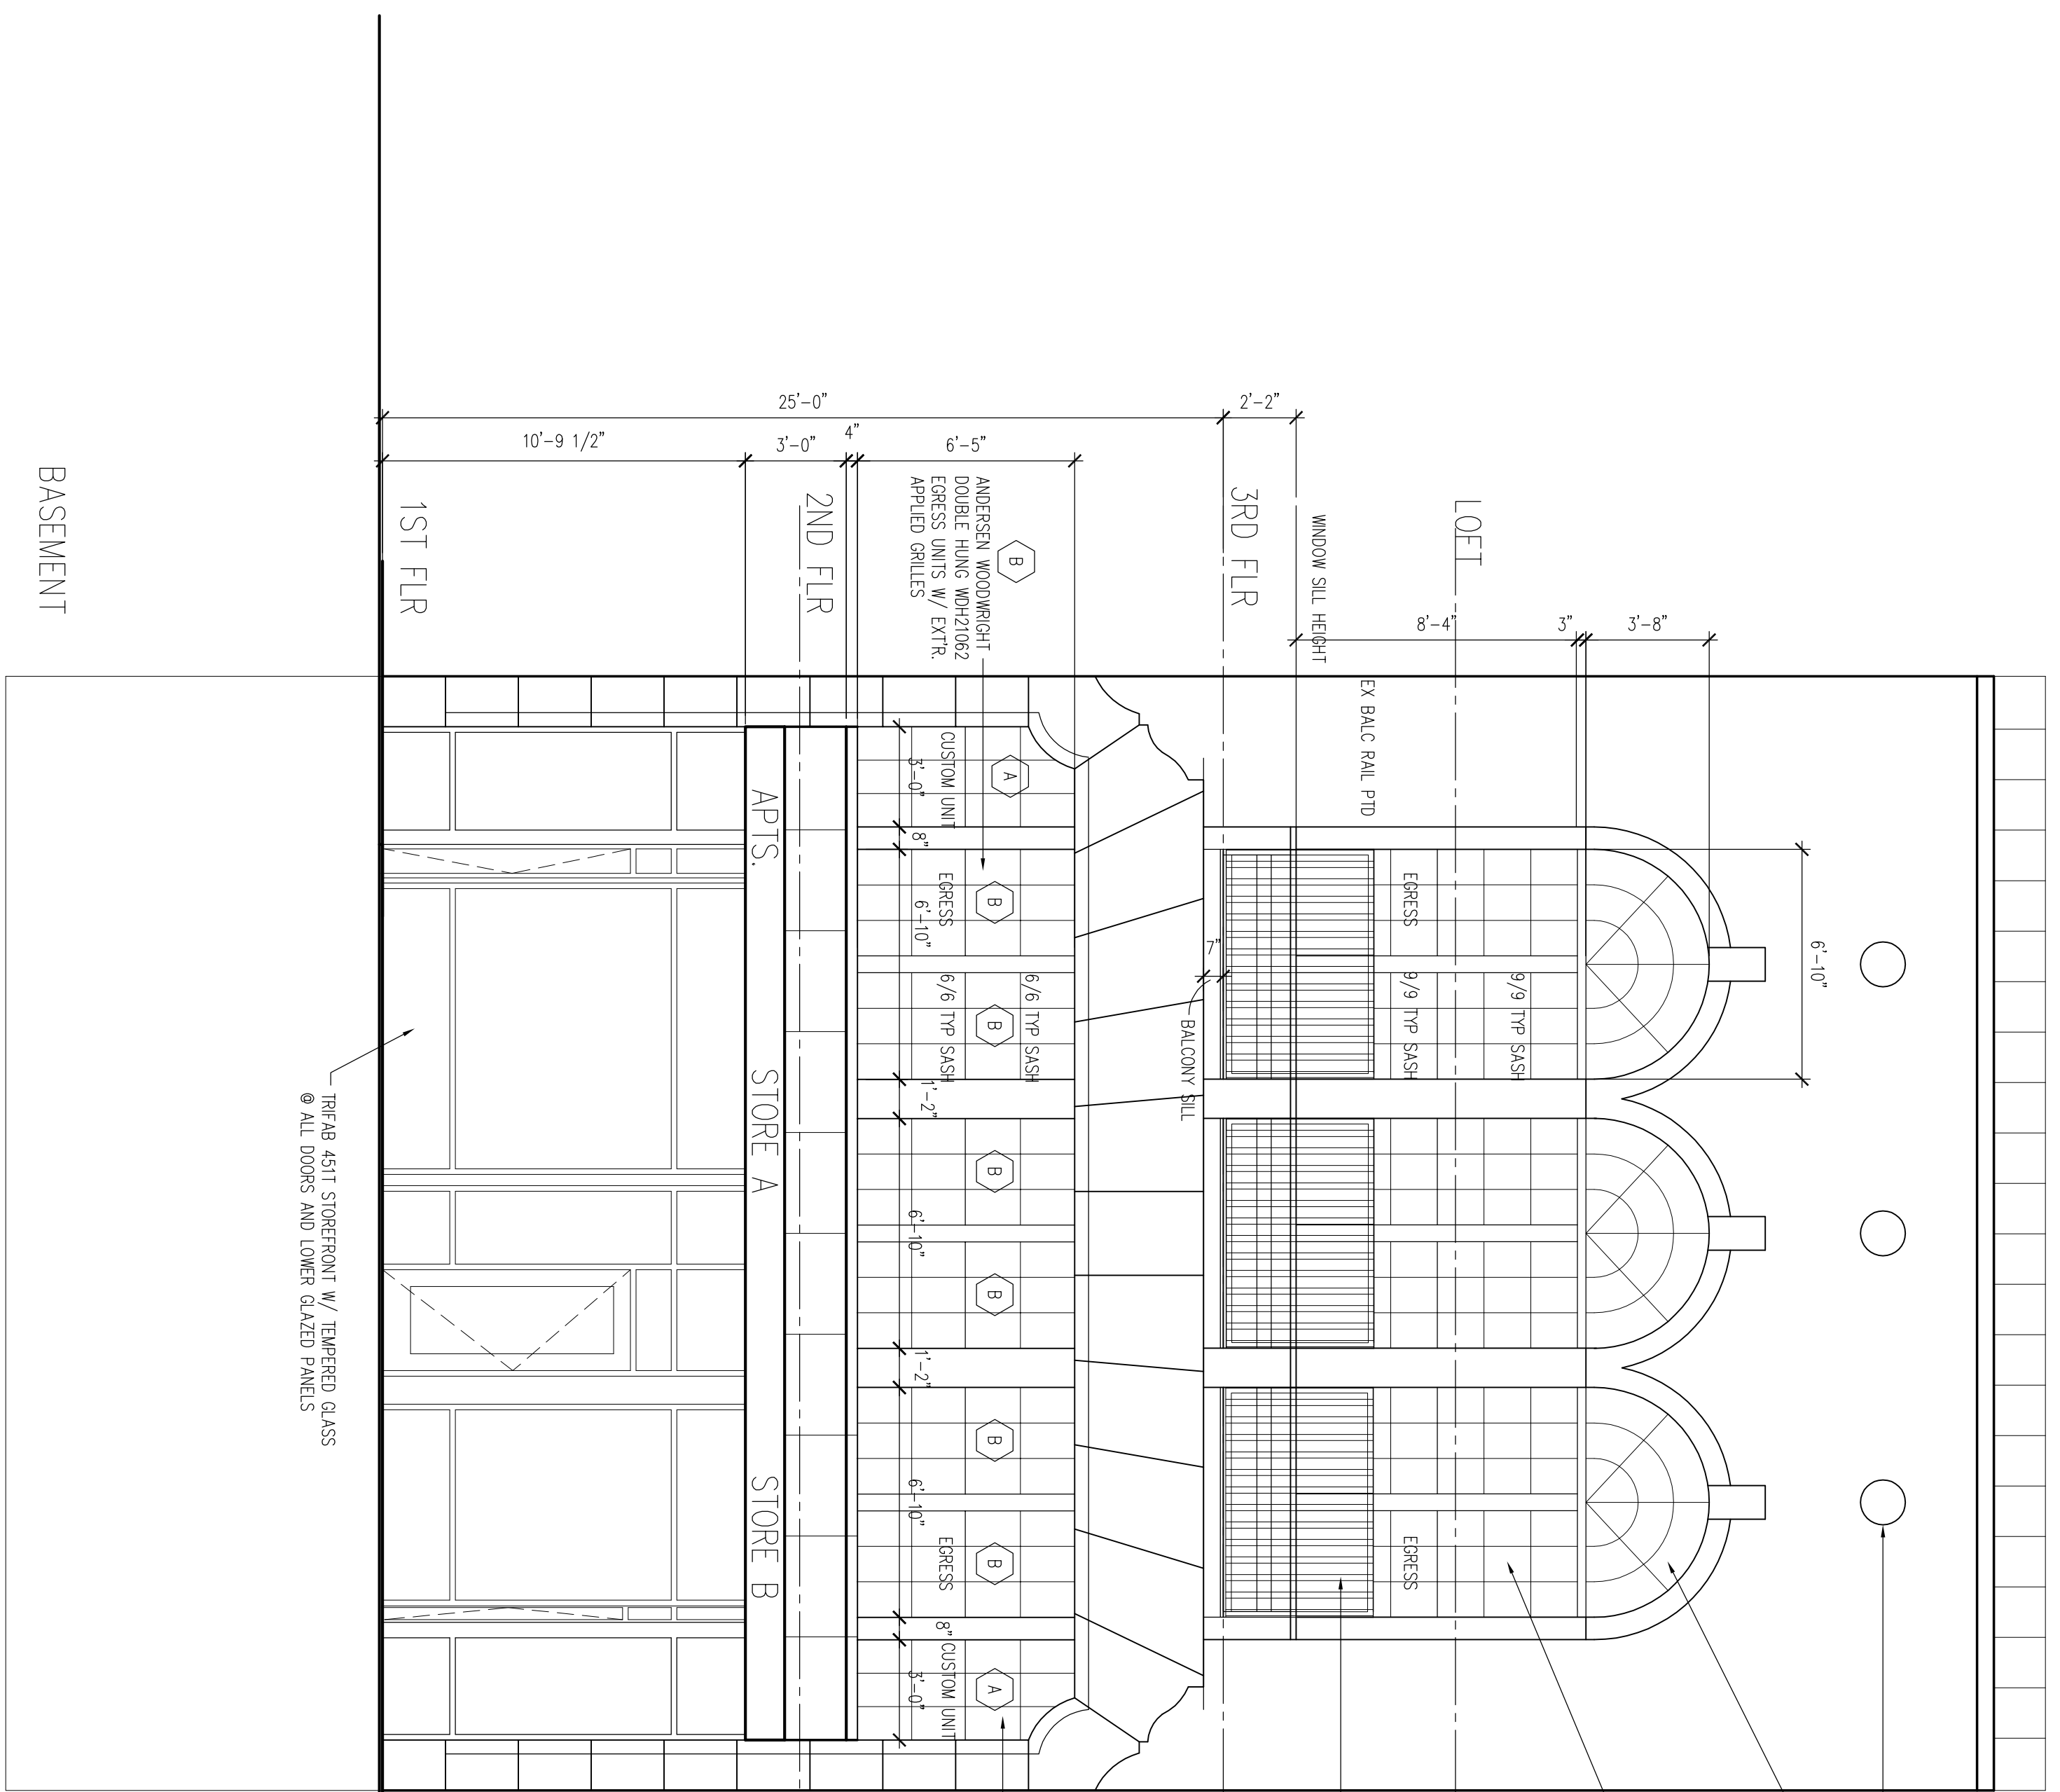 6'-10"
3'-8"
3"
8'-4"
LOFT
9/9 TYP SASH
EGRESS
9/9 TYP SASH
EGRESS
EX BALC RAIL PTD
WINDOW SILL HEIGHT
2'-2"
3RD FLR
7"
BALCONY SILL
25'-0"
6'-5"
B
ANDERSEN WOODWRIGHT
DOUBLE HUNG WDH21062
EGRESS UNITS W/ EXT'R.
APPLIED GRILLES
6/6 TYP SASH
A
B
B
B
B
B
B
A
CUSTOM UNIT
EGRESS
6/6 TYP SASH
EGRESS
CUSTOM UNIT
3'-0"
8"
6'-10"
1'-2"
6'-10"
1'-2"
6'-10"
8"
3'-0"
4"
2ND FLR
3'-0"
APTS.
STORE A
STORE B
10'-9 1/2"
1ST FLR
TRIFAB 451T STOREFRONT W/ TEMPERED GLASS
@ ALL DOORS AND LOWER GLAZED PANELS
BASEMENT